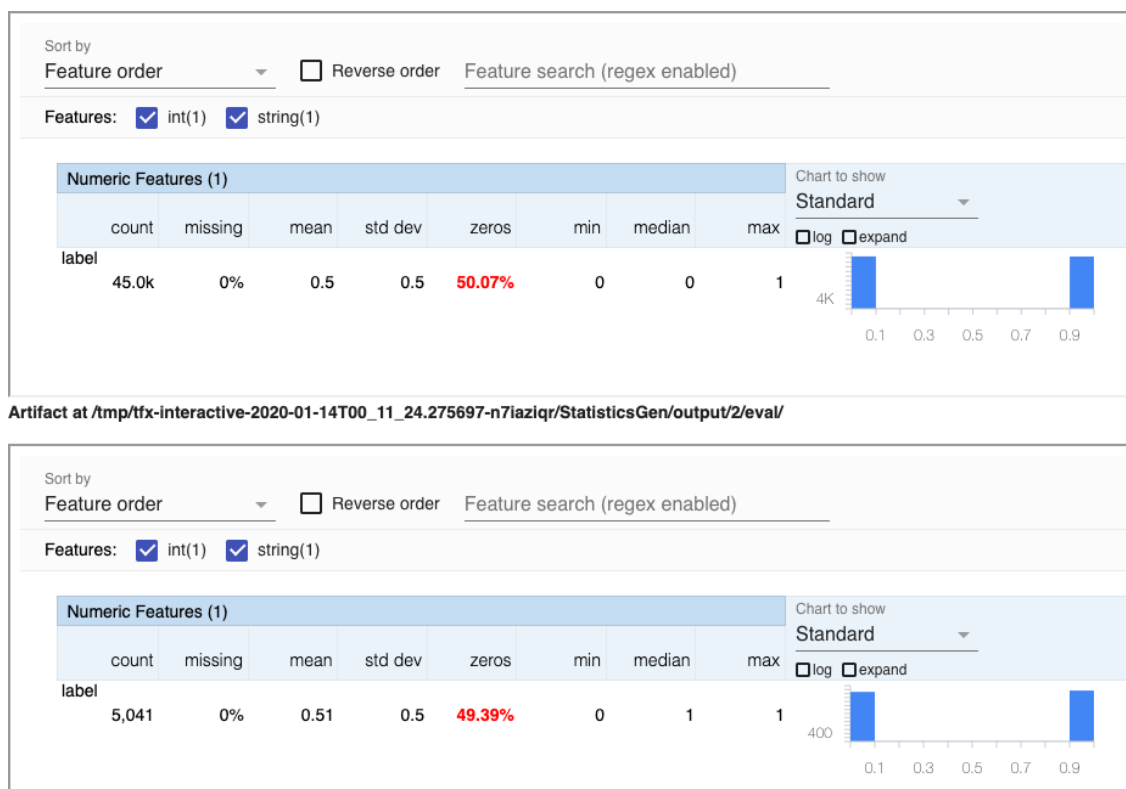 Sort by
Feature order
Reverse order
Feature search (regex enabled)
Features: int(1) string(1)
Numeric Features (1)
Chart to show
Standard
count missing mean std dev zeros min median max
log expand
label
45.0k 0% 0.5 0.5 50.07% 0 0 1
4K
0.1 0.3 0.5 0.7 0.9
Artifact at /tmp/tfx-interactive-2020-01-14T00_11_24.275697-n7iaziqr/StatisticsGen/output/2/eval/
Sort by
Feature order
Reverse order
Feature search (regex enabled)
Features: int(1) string(1)
Numeric Features (1)
Chart to show
Standard
count missing mean std dev zeros min median max
log expand
label
5,041 0% 0.51 0.5 49.39% 0 1 1
400
0.1 0.3 0.5 0.7 0.9